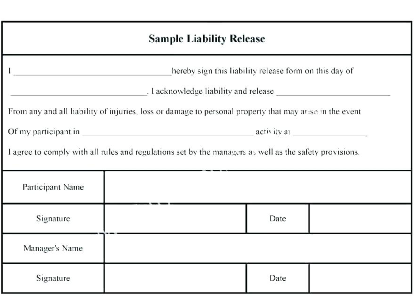 Sample Liability Release
I ______________________ hereby sign this liability release form on this day of
______________________. I acknowledge liability and release ______________________
From any and all liability of injuries, loss or damage to personal property that may arise in the event
Of my participant in ______________________ activity at ______________
I agree to comply with all rules and regulations set by the managers as well as the safety provisions.
Participant Name
Signature Date
Manager's Name
Signature Date